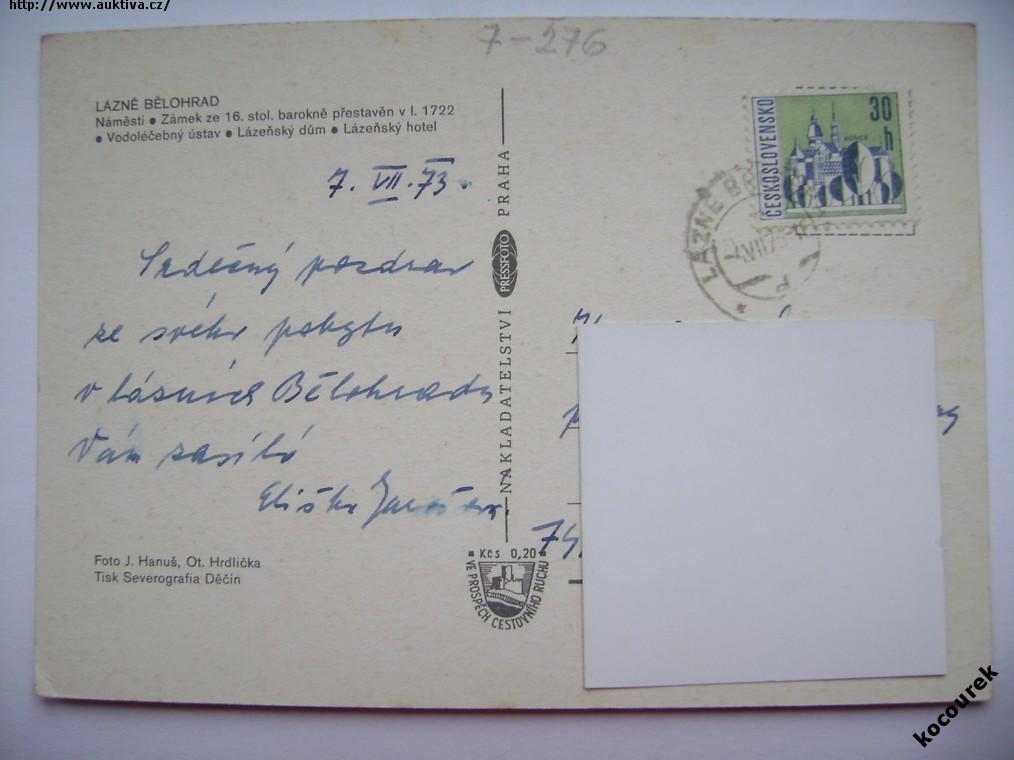 http://www.auktiva.cz/
7-276
LÁZNĚ BĚLOHRAD
Náměstí • Zámek ze 16. stol. barokně přestavěn v l. 1722
• Vodoléčebný ústav • Lázeňský dům • Lázeňský hotel
7. VII. 73.
Srdečný pozdrav
ze svého pobytu
v lázních Bělohradu
Vám zasílá
Eliška
Foto J. Hanuš, Ot. Hrdlička
Tisk Severografia Děčín
NAKLADATELSTVÍ PRESSFOTO PRAHA
Kčs 0,20
VE PROSPĚCH CESTOVNÍHO RUCHU
ČESKOSLOVENSKO
30 h
LÁZNĚ
kocourek